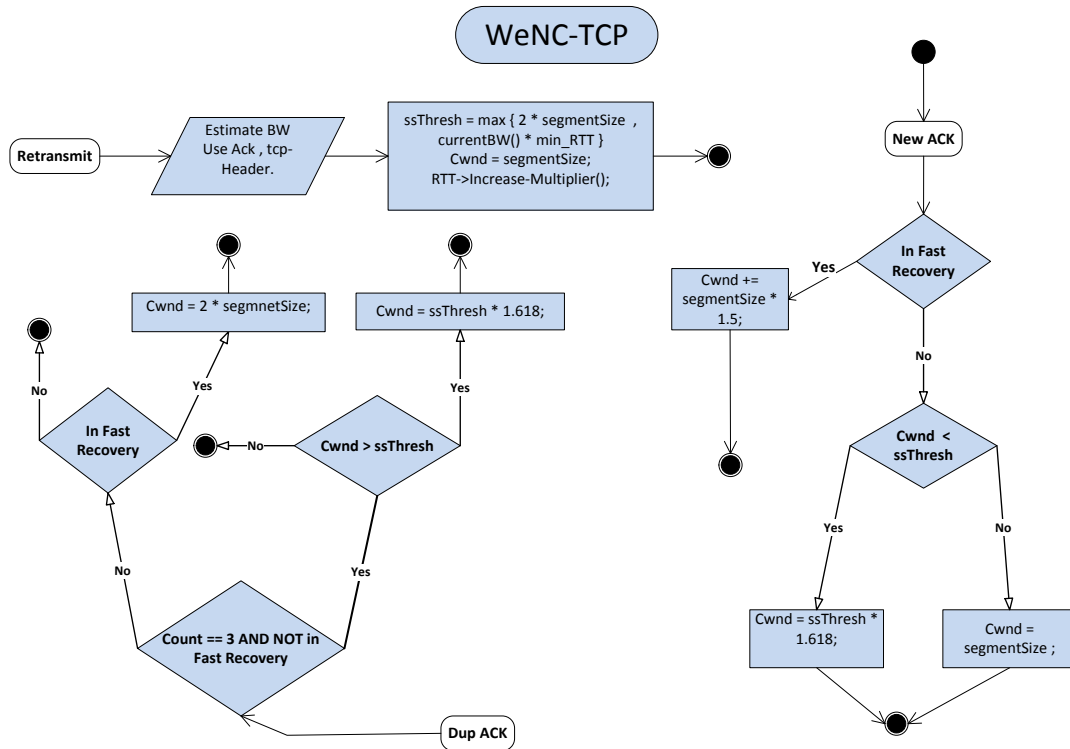 WeNC-TCP
Retransmit
Estimate BW
Use Ack , tcp-
Header.
ssThresh = max { 2 * segmentSize ,
currentBW() * min_RTT }
Cwnd = segmentSize;
RTT->Increase-Multiplier();
New ACK
In Fast
Recovery
Yes
Cwnd +=
segmentSize *
1.5;
No
Cwnd <
ssThresh
Yes
No
Cwnd = ssThresh *
1.618;
Cwnd =
segmentSize ;
Cwnd = 2 * segmnetSize;
Cwnd = ssThresh * 1.618;
No
Yes
Yes
In Fast
Recovery
No
Cwnd > ssThresh
No
Yes
Count == 3 AND NOT in
Fast Recovery
Dup ACK